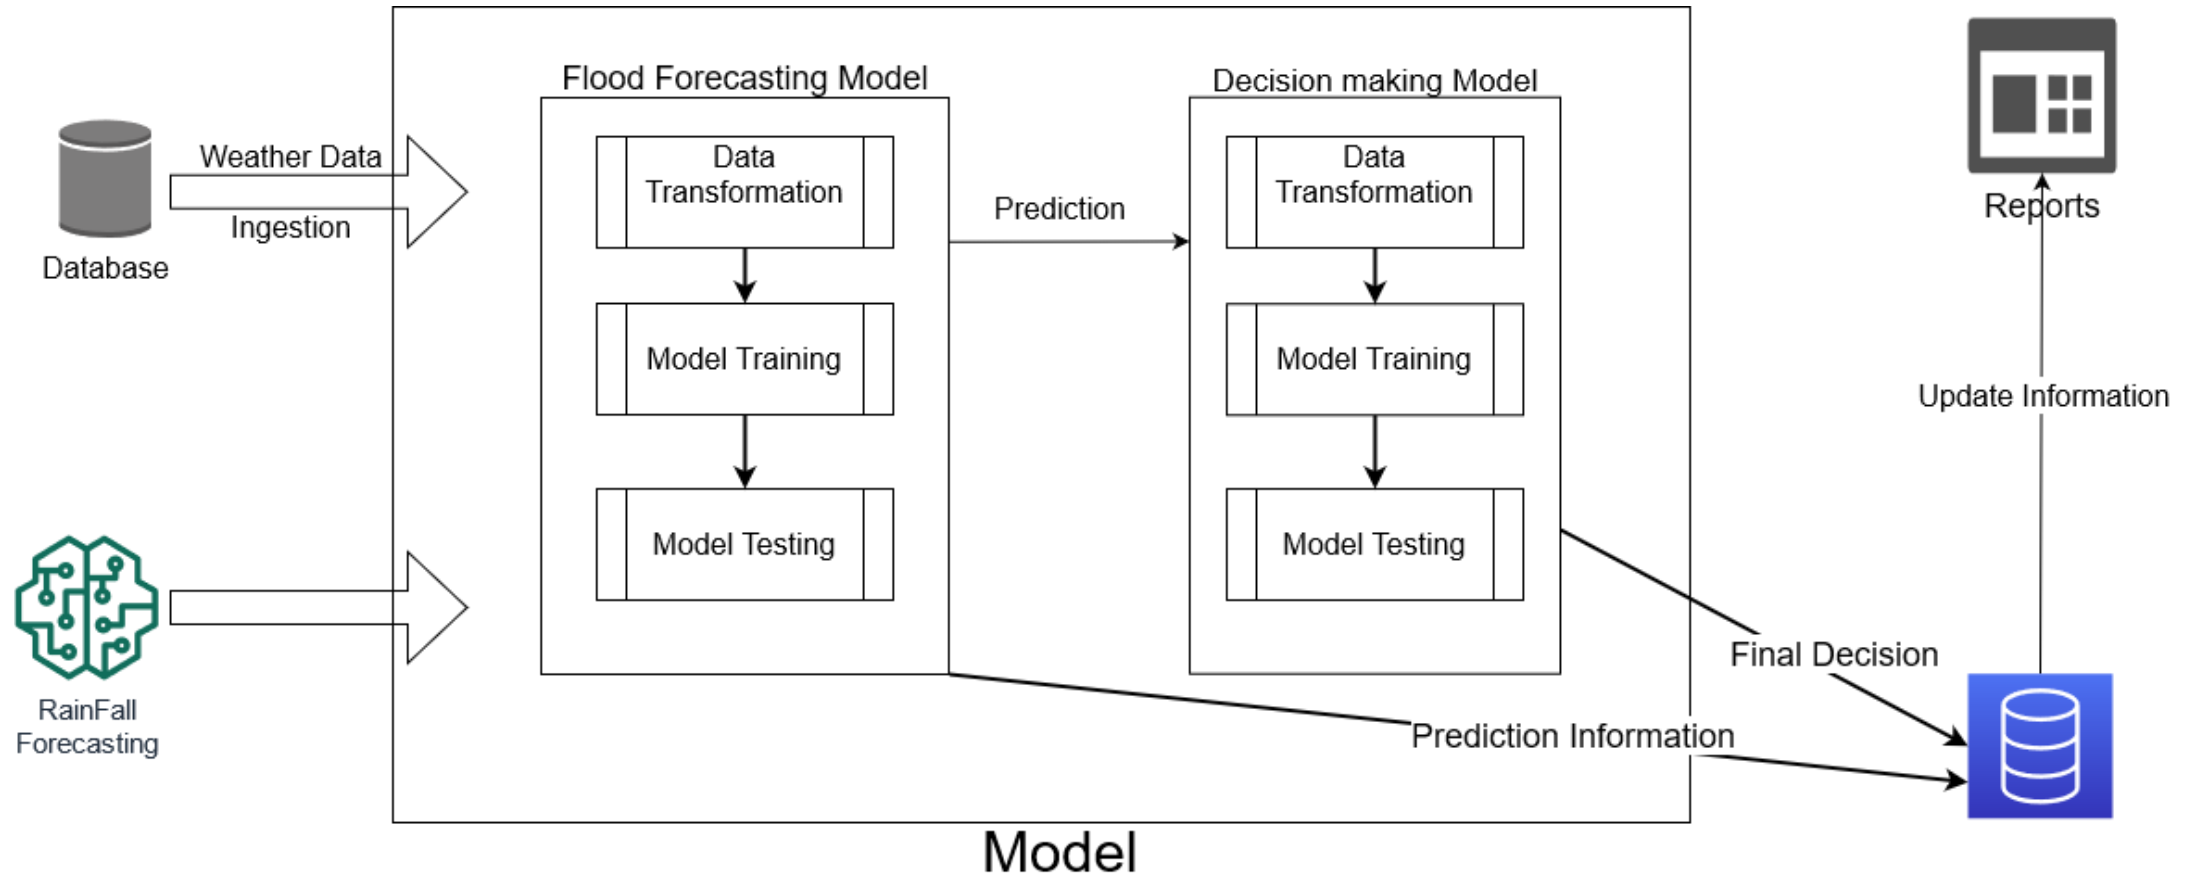 Flood Forecasting Model
Decision making Model
Weather Data
Ingestion
Database
Data
Transformation
Model Training
Model Testing
Prediction
Data
Transformation
Model Training
Model Testing
Reports
Update Information
RainFall
Forecasting
Final Decision
Prediction Information
Model